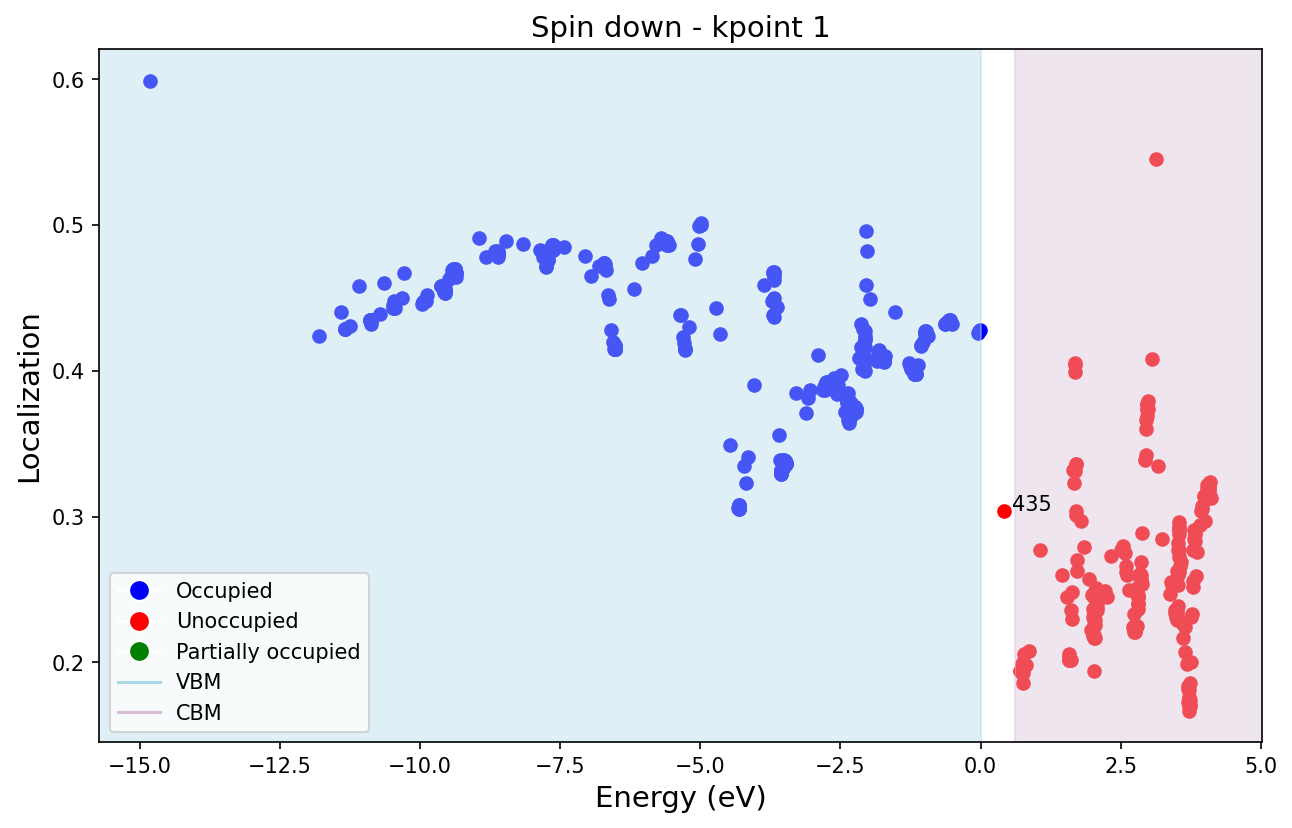 Spin down - kpoint 1
0.6
0.5
0.4
0.3
0.2
Localization
435
Occupied
Unoccupied
Partially occupied
VBM
CBM
−15.0 −12.5 −10.0 −7.5 −5.0 −2.5 0.0 2.5 5.0
Energy (eV)